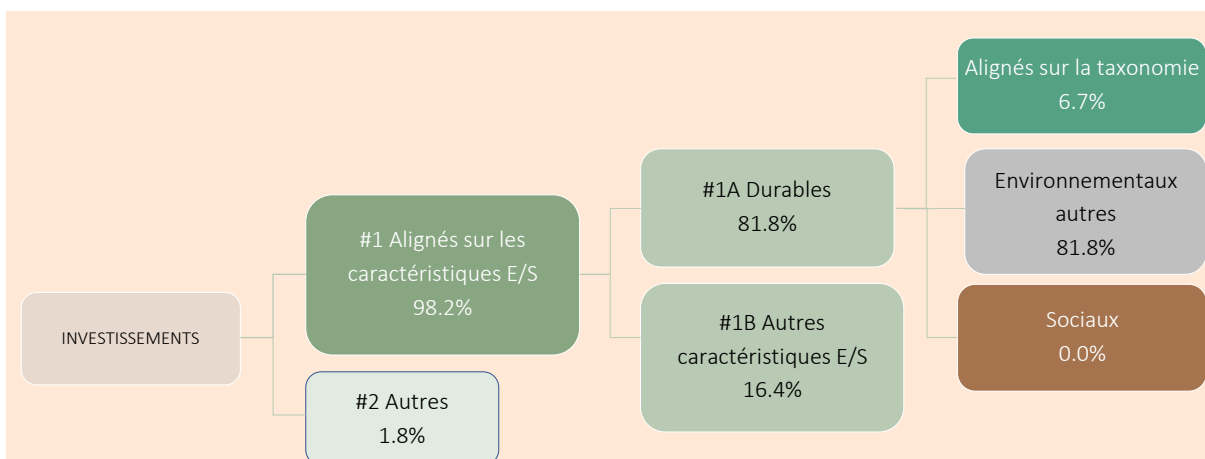 INVESTISSEMENTS
#1 Alignés sur les
caractéristiques E/S
98.2%
#2 Autres
1.8%
#1A Durables
81.8%
#1B Autres
caractéristiques E/S
16.4%
Alignés sur la taxonomie
6.7%
Environnementaux
autres
81.8%
Sociaux
0.0%